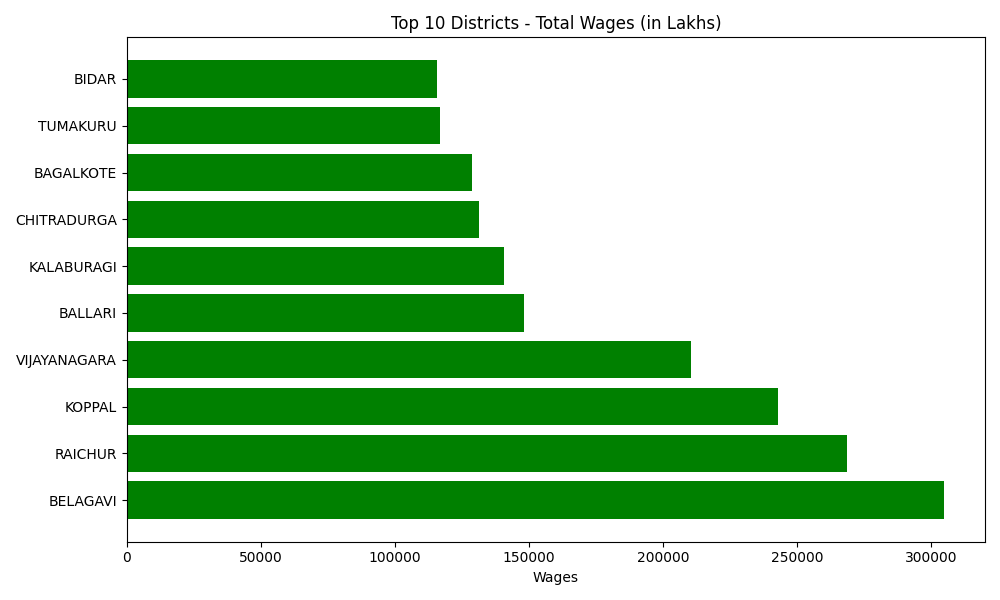 Top 10 Districts - Total Wages (in Lakhs)
BIDAR
TUMAKURU
BAGALKOTE
CHITRADURGA
KALABURAGI
BALLARI
VIJAYANAGARA
KOPPAL
RAICHUR
BELAGAVI
0 50000 100000 150000 200000 250000 300000
Wages